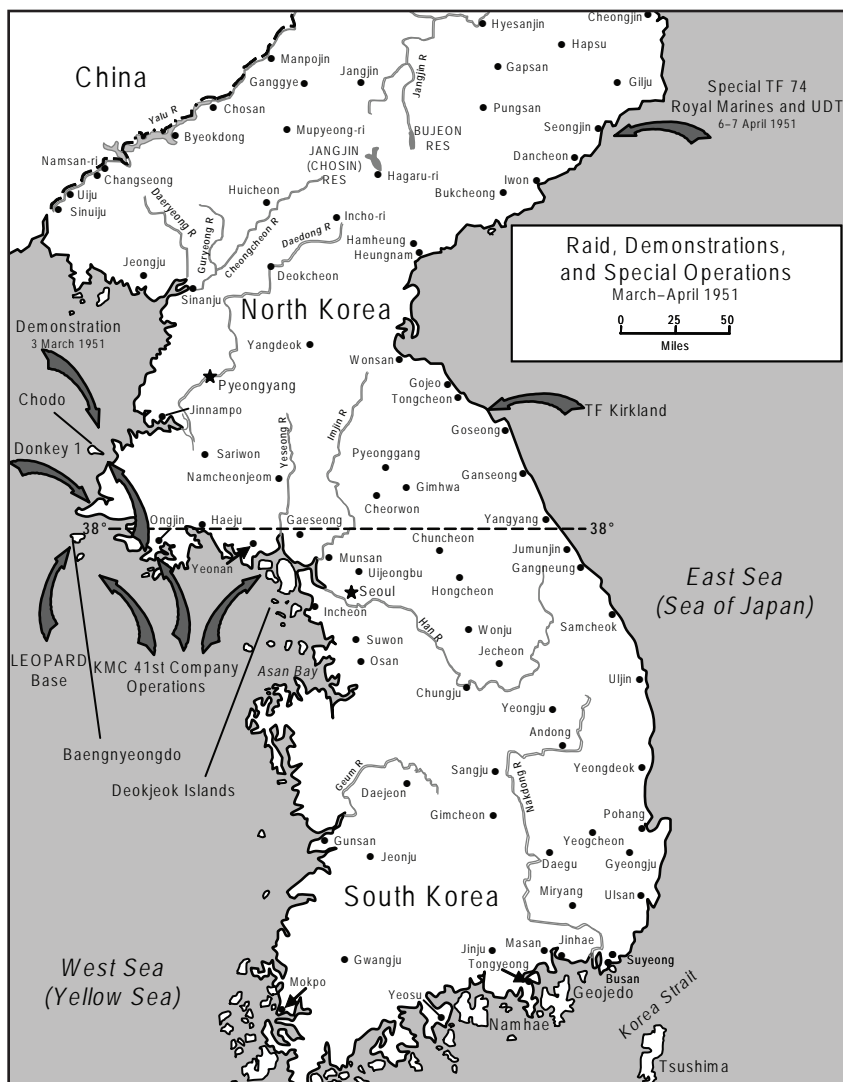 Hyesanjin
Cheongjin
Hapsu
Manpojin
China
Ganggye
Jangjin
Jangjin R
Gapsan
Gilju
Special TF 74
Royal Marines and UDT
6–7 April 1951
Chosan
Pungsan
Yalu R
Byeokdong
Mupyeong-ri
BUJEON
RES
Seongjin
JANGJIN
(CHOSIN)
RES
Dancheon
Namsan-ri
Changseong
Hagaru-ri
Iwon
Uiju
Huicheon
Bukcheong
Sinuiju
Daeryeong R
Guryeong R
Cheongcheon R
Incho-ri
Daedong R
Hamheung
Heungnam
Raid, Demonstrations,
and Special Operations
March–April 1951
0 25 50
Miles
Jeongju
Deokcheon
Sinanju
North Korea
Demonstration
3 March 1951
Yangdeok
Wonsan
Pyeongyang
Gojeo
Tongcheon
Chodo
Jinnampo
TF Kirkland
Goseong
Donkey 1
Sariwon
Yeseong R
Imjin R
Pyeonggang
Namcheonjeom
Gimhwa
Ganseong
Cheorwon
38°
Ongjin
Haeju
Gaeseong
Yangyang
38°
Chuncheon
Jumunjin
Yeonan
Munsan
Uijeongbu
Gangneung
Seoul
Hongcheon
East Sea
(Sea of Japan)
Incheon
Samcheok
Han R
Suwon
Wonju
LEOPARD
Base
KMC 41st Company
Operations
Osan
Jecheon
Asan Bay
Chungju
Uljin
Yeongju
Baengnyeongdo
Andong
Deokjeok Islands
Geum R
Sangju
Nakdong R
Yeongdeok
Daejeon
Gimcheon
Pohang
Gunsan
Yeogcheon
Jeonju
Daegu
Gyeongju
South Korea
Miryang
Ulsan
West Sea
(Yellow Sea)
Gwangju
Jinju
Masan
Jinhae
Tongyeong
Suyeong
Busan
Mokpo
Yeosu
Geojedo
Namhae
Korea Strait
Tsushima